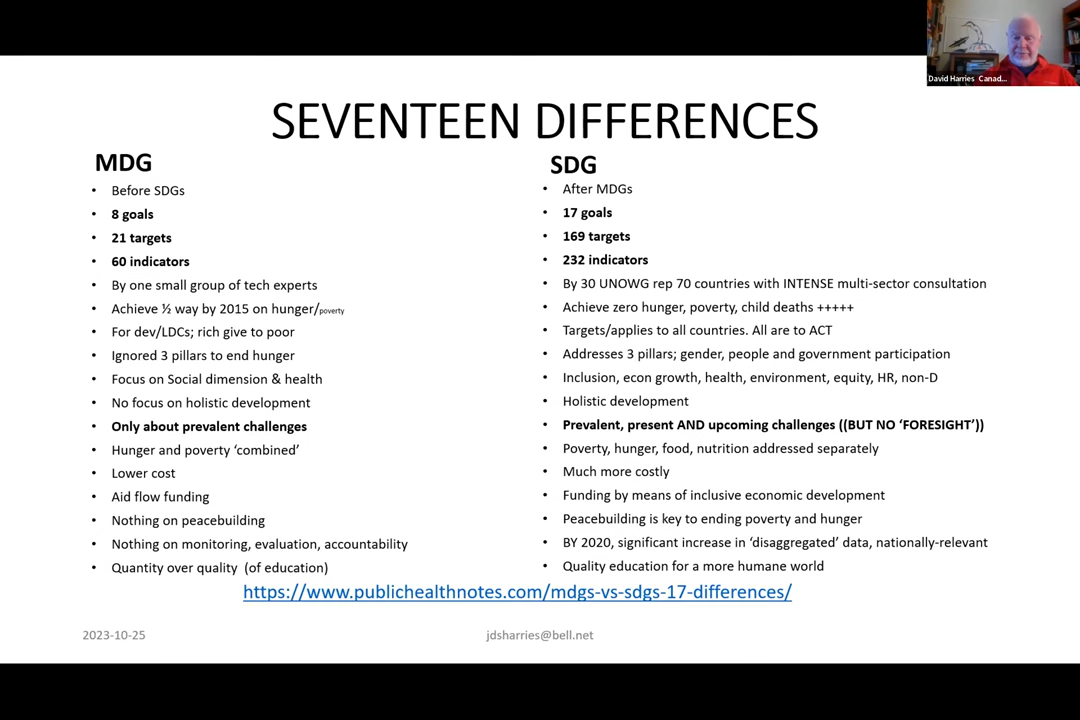 David Harries Canad...
SEVENTEEN DIFFERENCES
MDG
• Before SDGs
• 8 goals
• 21 targets
• 60 indicators
• By one small group of tech experts
• Achieve ½ way by 2015 on hunger/poverty
• For dev/LDCs; rich give to poor
• Ignored 3 pillars to end hunger
• Focus on Social dimension & health
• No focus on holistic development
• Only about prevalent challenges
• Hunger and poverty ‘combined’
• Lower cost
• Aid flow funding
• Nothing on peacebuilding
• Nothing on monitoring, evaluation, accountability
• Quantity over quality (of education)
SDG
• After MDGs
• 17 goals
• 169 targets
• 232 indicators
• By 30 UNOWG rep 70 countries with INTENSE multi-sector consultation
• Achieve zero hunger, poverty, child deaths +++++
• Targets/applies to all countries. All are to ACT
• Addresses 3 pillars; gender, people and government participation
• Inclusion, econ growth, health, environment, equity, HR, non-D
• Holistic development
• Prevalent, present AND upcoming challenges ((BUT NO ‘FORESIGHT’))
• Poverty, hunger, food, nutrition addressed separately
• Much more costly
• Funding by means of inclusive economic development
• Peacebuilding is key to ending poverty and hunger
• BY 2020, significant increase in ‘disaggregated’ data, nationally-relevant
• Quality education for a more humane world
https://www.publichealthnotes.com/mdgs-vs-sdgs-17-differences/
2023-10-25
jdsharries@bell.net